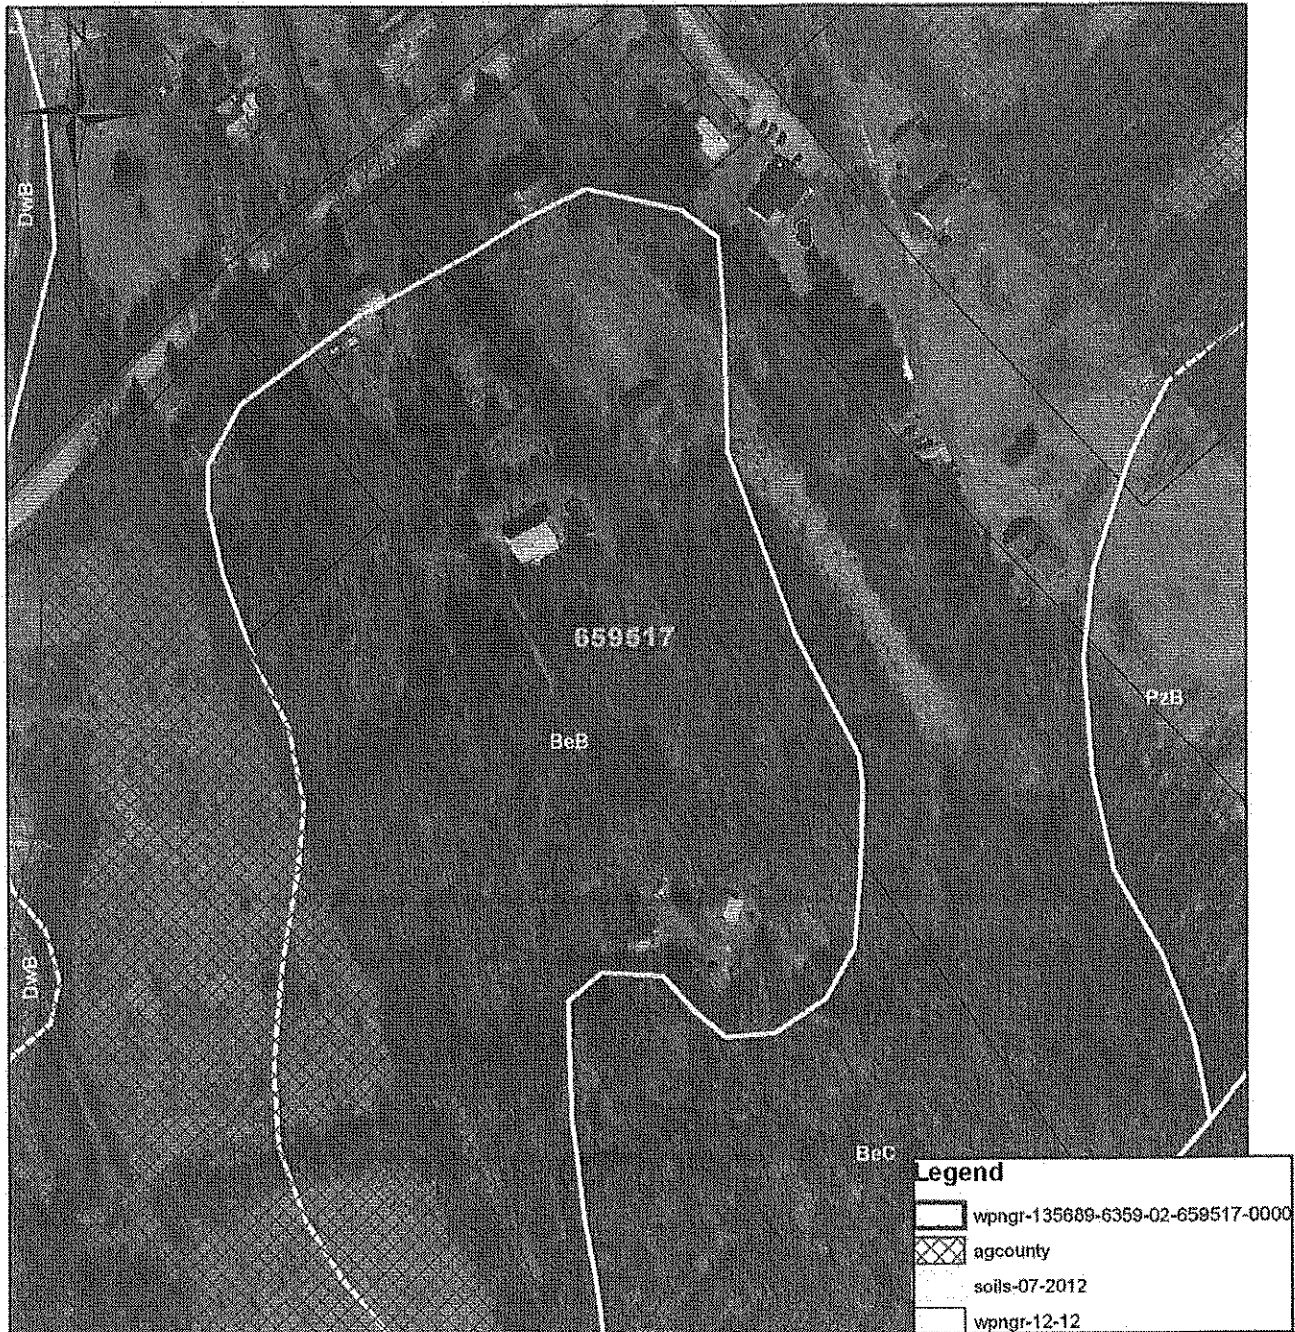 DwB
659517
PzB
BeB
DwB
BeC
Legend
wpngr-135689-6359-02-659517-0000
agcounty
soils-07-2012
wpngr-12-12